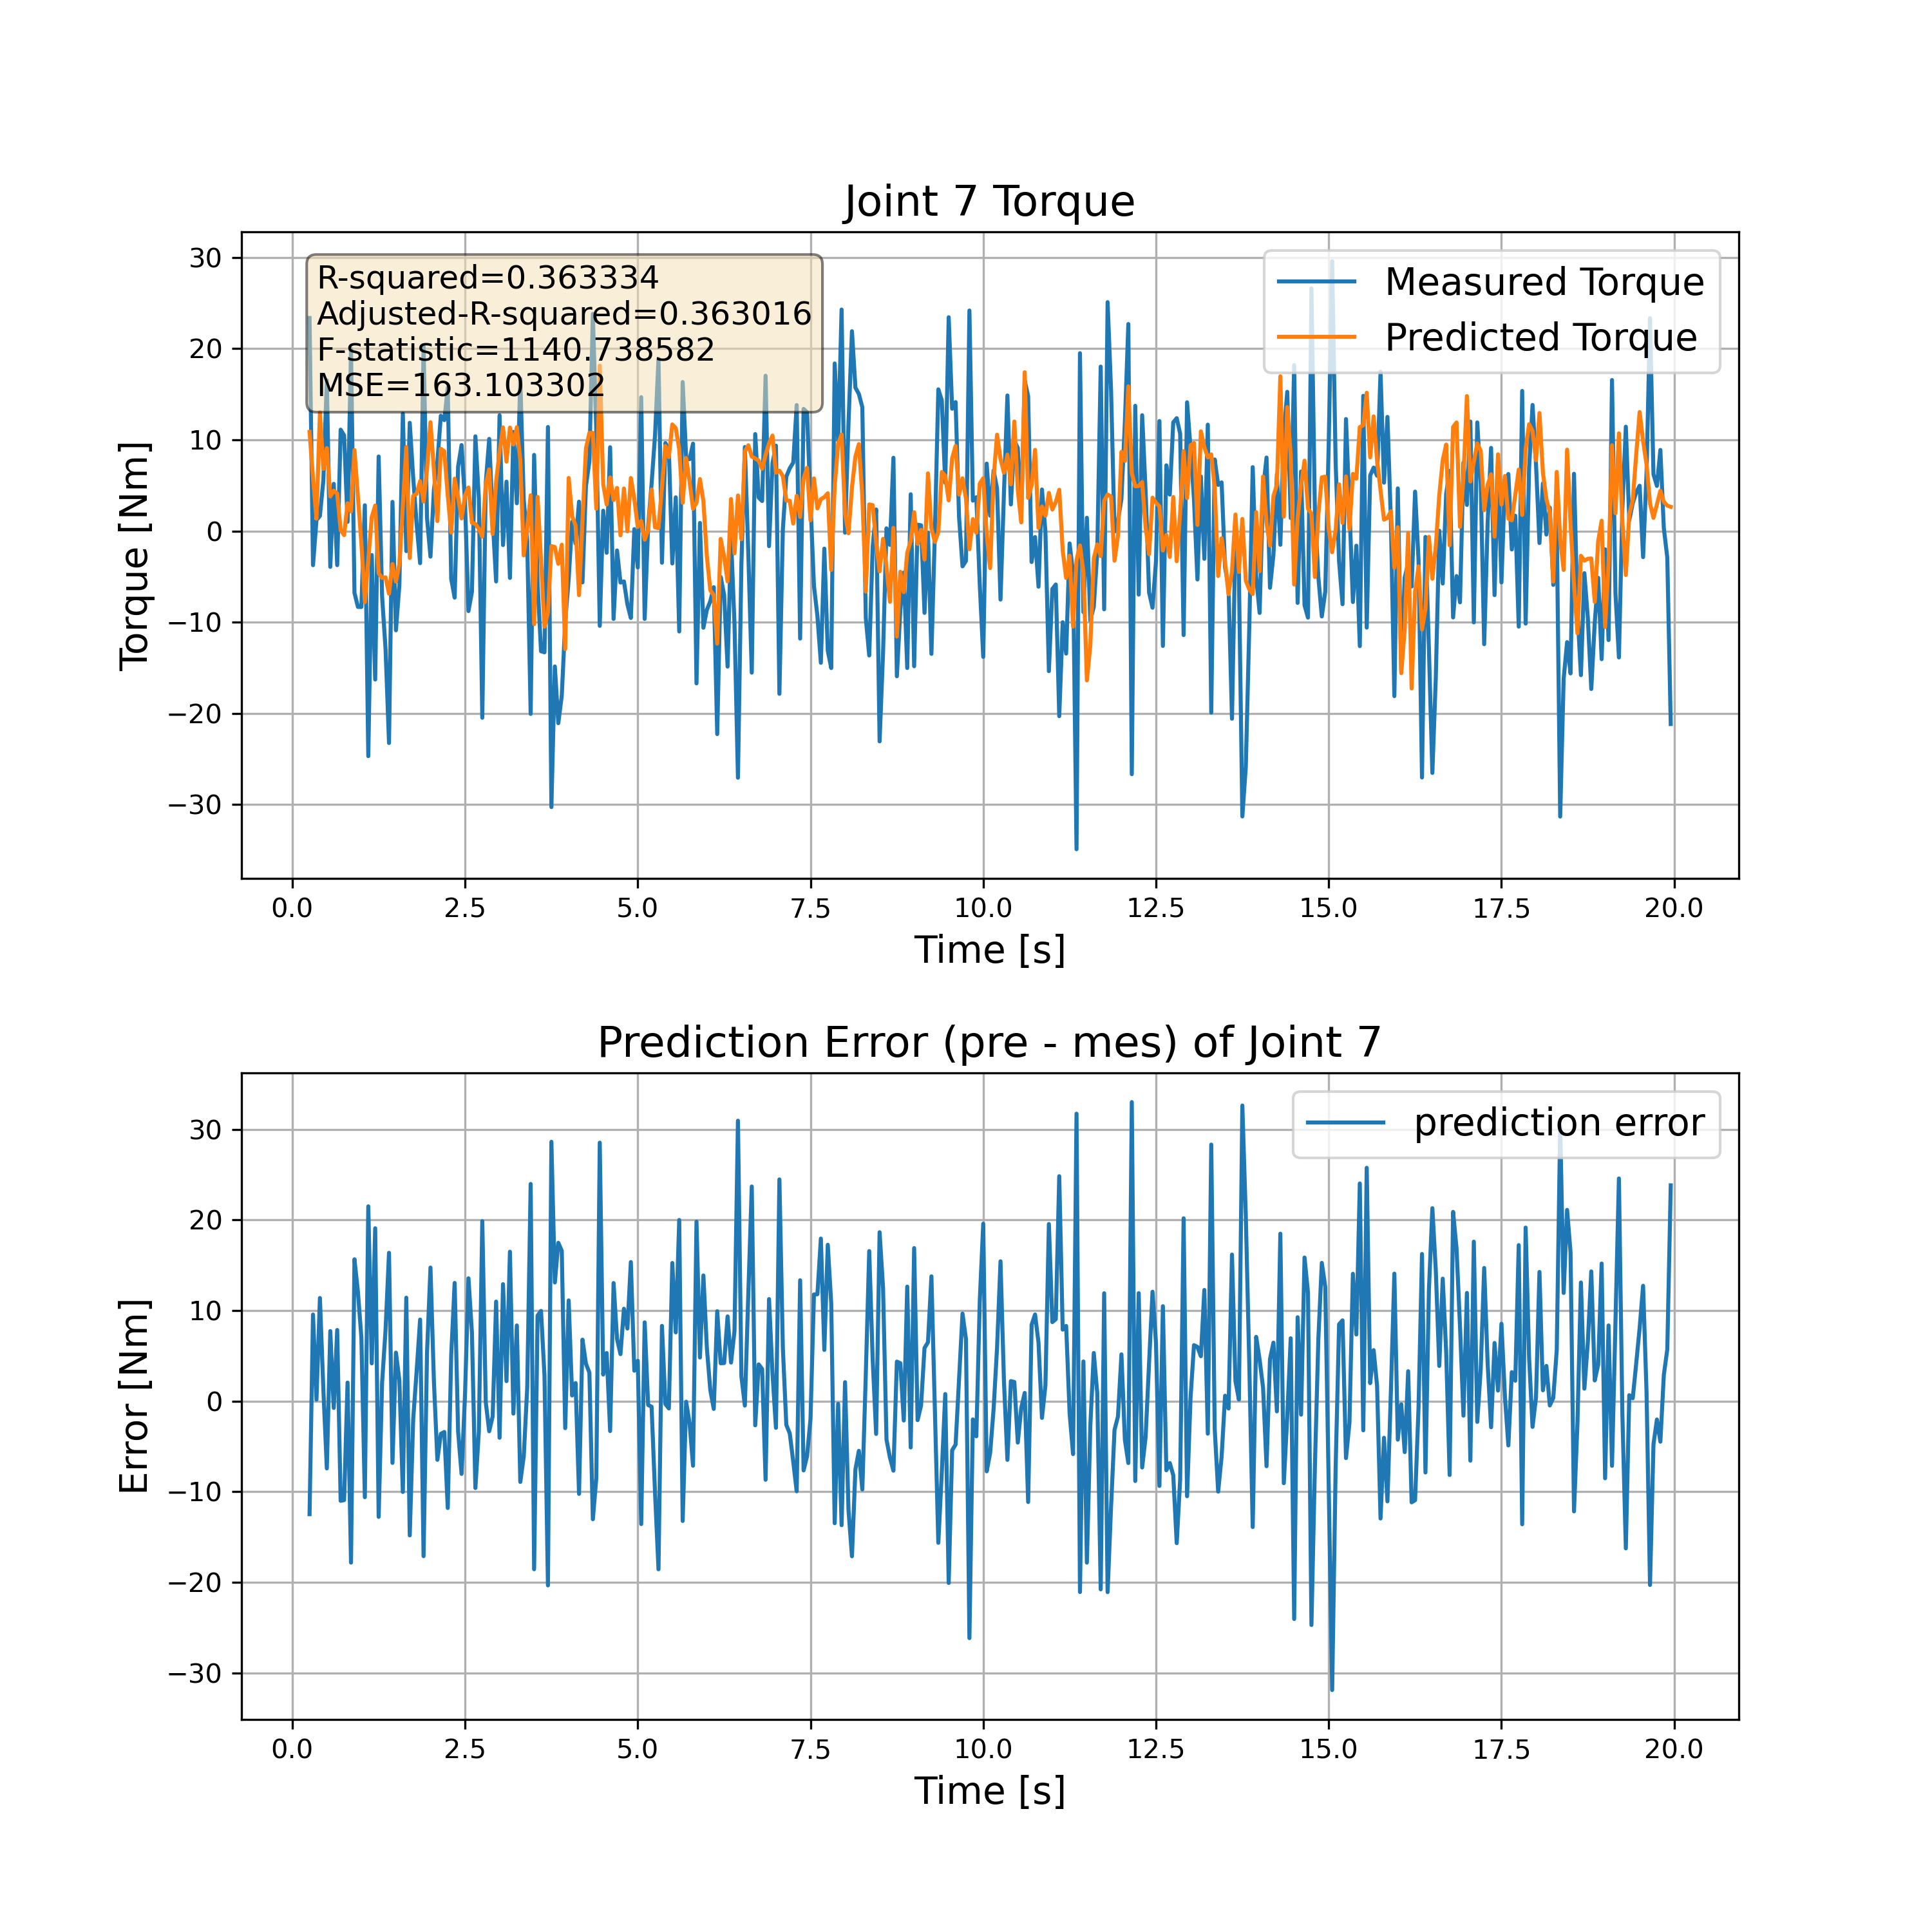 Joint 7 Torque
30
20
10
0
−10
−20
−30
Torque [Nm]
R-squared=0.363334
Adjusted-R-squared=0.363016
F-statistic=1140.738582
MSE=163.103302
Measured Torque
Predicted Torque
0.0 2.5 5.0 7.5 10.0 12.5 15.0 17.5 20.0
Time [s]
Prediction Error (pre - mes) of Joint 7
30
20
10
0
−10
−20
−30
Error [Nm]
prediction error
0.0 2.5 5.0 7.5 10.0 12.5 15.0 17.5 20.0
Time [s]